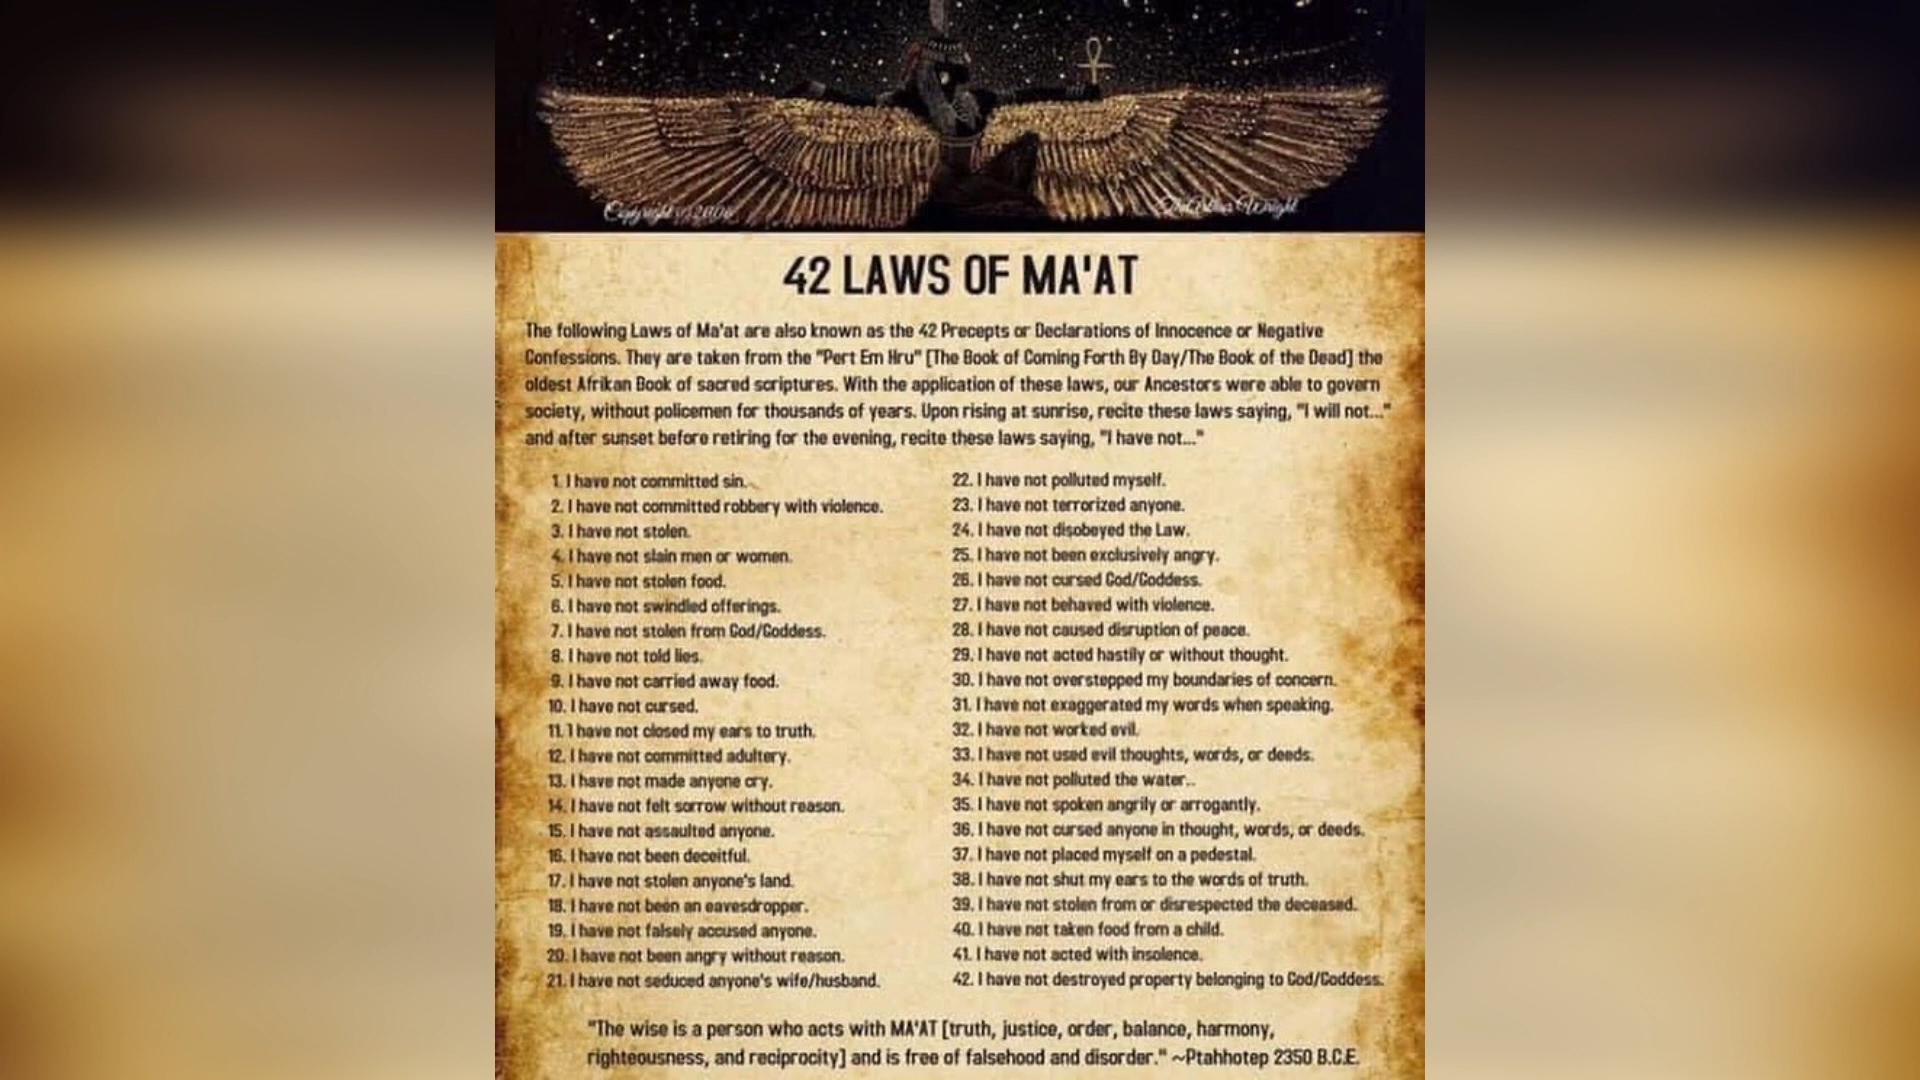 Copyright (c) 2006
Wright
42 LAWS OF MA'AT
The following Laws of Ma'at are also known as the 42 Precepts or Declarations of Innocence or Negative
Confessions. They are taken from the "Pert Em Hru" [The Book of Coming Forth By Day/The Book of the Dead] the
oldest Afrikan Book of sacred scriptures. With the application of these laws, our Ancestors were able to govern
society, without policemen for thousands of years. Upon rising at sunrise, recite these laws saying, "I will not..."
and after sunset before retiring for the evening, recite these laws saying, "I have not..."
1. I have not committed sin.
2. I have not committed robbery with violence.
3. I have not stolen.
4. I have not slain men or women.
5. I have not stolen food.
6. I have not swindled offerings.
7. I have not stolen from God/Goddess.
8. I have not told lies.
9. I have not carried away food.
10. I have not cursed.
11. I have not closed my ears to truth.
12. I have not committed adultery.
13. I have not made anyone cry.
14. I have not felt sorrow without reason.
15. I have not assaulted anyone.
16. I have not been deceitful.
17. I have not stolen anyone's land.
18. I have not been an eavesdropper.
19. I have not falsely accused anyone.
20. I have not been angry without reason.
21. I have not seduced anyone's wife/husband.
22. I have not polluted myself.
23. I have not terrorized anyone.
24. I have not disobeyed the Law.
25. I have not been exclusively angry.
26. I have not cursed God/Goddess.
27. I have not behaved with violence.
28. I have not caused disruption of peace.
29. I have not acted hastily or without thought.
30. I have not overstepped my boundaries of concern.
31. I have not exaggerated my words when speaking.
32. I have not worked evil.
33. I have not used evil thoughts, words, or deeds.
34. I have not polluted the water..
35. I have not spoken angrily or arrogantly.
36. I have not cursed anyone in thought, words, or deeds.
37. I have not placed myself on a pedestal.
38. I have not shut my ears to the words of truth.
39. I have not stolen from or disrespected the deceased.
40. I have not taken food from a child.
41. I have not acted with insolence.
42. I have not destroyed property belonging to God/Goddess.
"The wise is a person who acts with MA'AT [truth, justice, order, balance, harmony,
righteousness, and reciprocity] and is free of falsehood and disorder." ~Ptahhotep 2350 B.C.E.